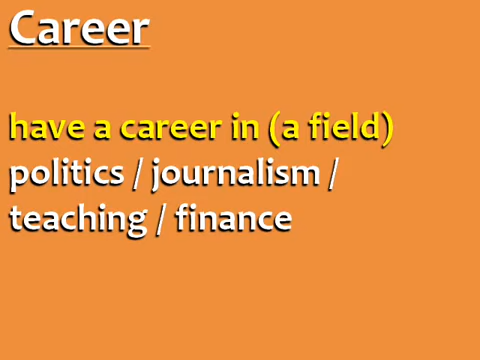 Career
have a career in (a field)
politics / journalism /
teaching / finance